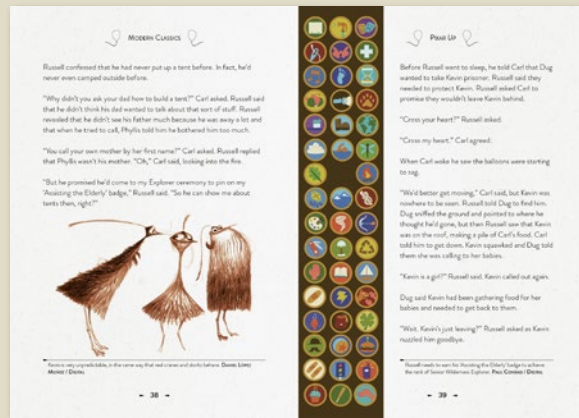 MODERN CLASSICS
Russell confessed that he had never put up a tent before. In fact, he'd
never even camped outside before.
"Why didn't you ask your dad how to build a tent?" Carl asked. Russell said
that he didn't think his dad wanted to talk about that sort of stuff. Russell
revealed that he didn't see his father much because he was away a lot and
that when he tried to call, Phyllis told him he bothered him too much.
"You call your own mother by her first name?" Carl asked. Russell replied
that Phyllis wasn't his mother. "Oh," Carl said, looking into the fire.
"But he promised he'd come to my Explorer ceremony to pin on my
'Assisting the Elderly' badge," Russell said. "So he can show me about
tents then, right?"
Kevin is very unpredictable, in the same way that real cranes and storks behave. DANIEL LÓPEZ
MUÑOZ / DIGITAL
38
PIXAR UP
Before Russell went to sleep, he told Carl that Dug
wanted to take Kevin prisoner. Russell said they
needed to protect Kevin. Russell asked Carl to
promise they wouldn't leave Kevin behind.
"Cross your heart?" Russell asked.
"Cross my heart." Carl agreed.
When Carl woke he saw the balloons were starting
to sag.
"We'd better get moving," Carl said, but Kevin was
nowhere to be seen. Russell told Dug to find him.
Dug sniffed the ground and pointed to where he
thought he'd gone, but then Russell saw that Kevin
was on the roof, making a pile of Carl's food. Carl
told him to get down. Kevin squawked and Dug told
them she was calling to her babies.
"Kevin is a girl?" Russell said. Kevin called out again.
Dug said Kevin had been gathering food for her
babies and needed to get back to them.
"Wait. Kevin's just leaving?" Russell asked as Kevin
nuzzled him goodbye.
Russell needs to earn his 'Assisting the Elderly' badge to achieve
the rank of Senior Wilderness Explorer. PAUL CONRAD / DIGITAL
39